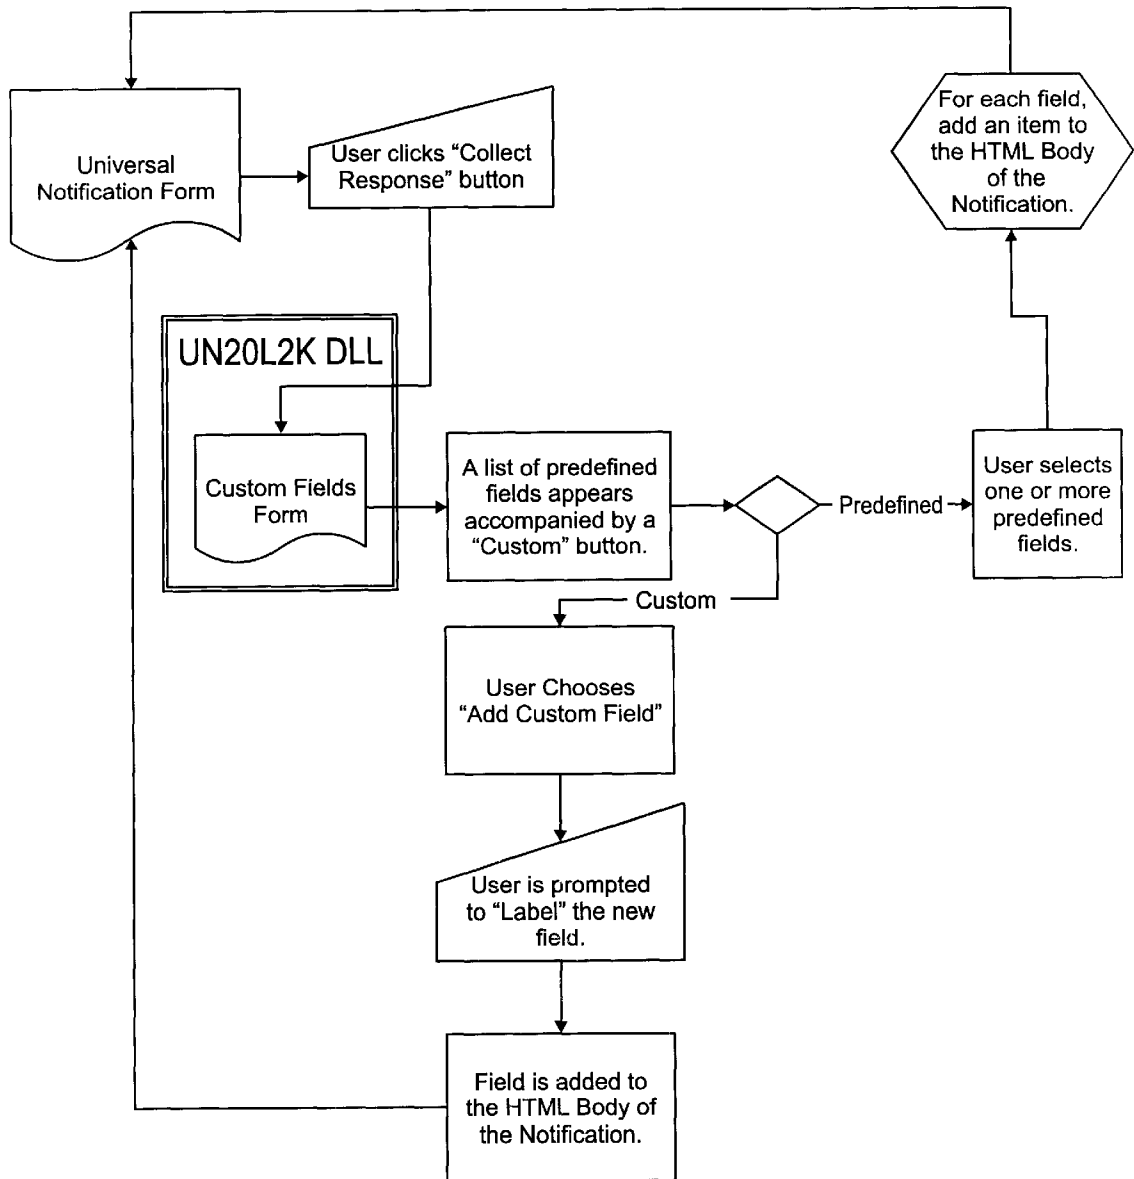 For each field,
add an item to
the HTML Body
of the
Notification.
Universal
Notification Form
User clicks “Collect
Response” button
UN20L2K DLL
Custom Fields
Form
A list of predefined
fields appears
accompanied by a
“Custom” button.
Predefined
User selects
one or more
predefined
fields.
Custom
User Chooses
“Add Custom Field”
User is prompted
to “Label” the new
field.
Field is added to
the HTML Body of
the Notification.